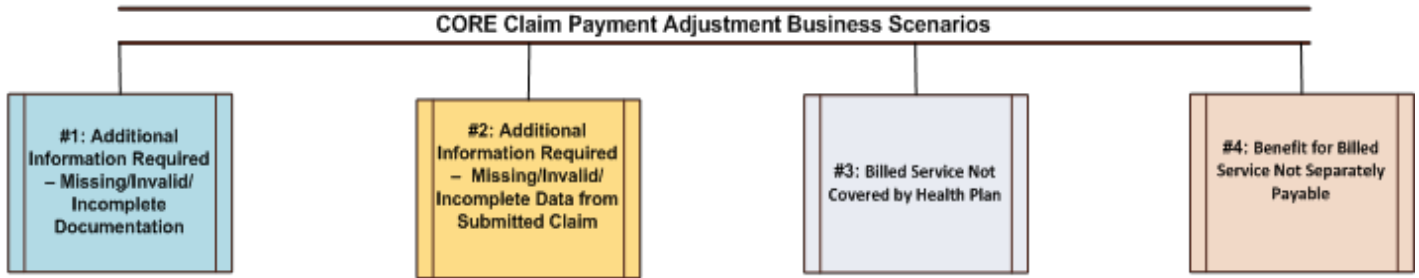 CORE Claim Payment Adjustment Business Scenarios
#1: Additional
Information Required
– Missing/Invalid/
Incomplete
Documentation
#2: Additional
Information Required
– Missing/Invalid/
Incomplete Data from
Submitted Claim
#3: Billed Service Not
Covered by Health Plan
#4: Benefit for Billed
Service Not Separately
Payable